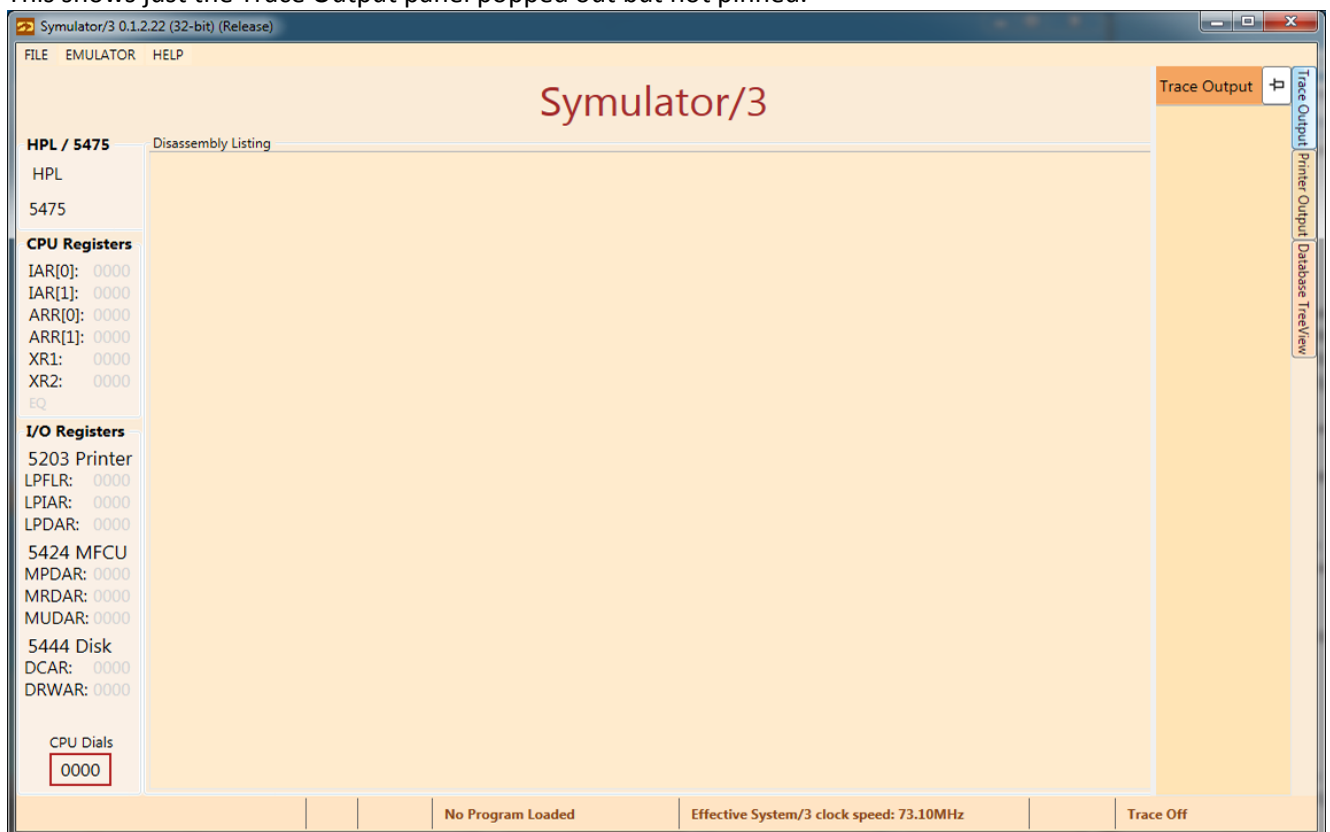 This shows just the Trace Output panel popped out but not pinned.
Symulator/3 0.1.2.22 (32-bit) (Release)
FILE EMULATOR HELP
Symulator/3
Trace Output
Trace Output
Printer Output
Database TreeView
HPL / 5475
HPL
5475
CPU Registers
IAR[0]: 0000
IAR[1]: 0000
ARR[0]: 0000
ARR[1]: 0000
XR1: 0000
XR2: 0000
EQ
I/O Registers
5203 Printer
LPFLR: 0000
LPIAR: 0000
LPDAR: 0000
5424 MFCU
MPDAR: 0000
MRDAR: 0000
MUDAR: 0000
5444 Disk
DCAR: 0000
DRWAR: 0000
CPU Dials
0000
Disassembly Listing
No Program Loaded
Effective System/3 clock speed: 73.10MHz
Trace Off